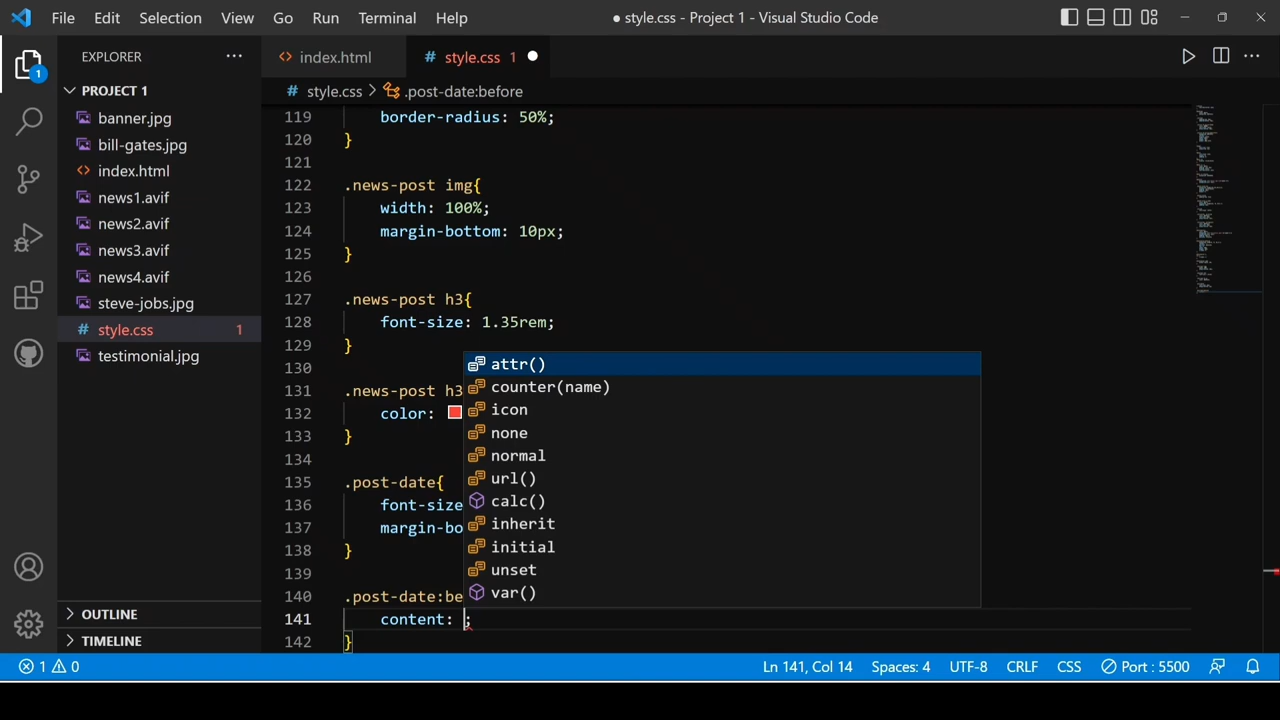 File Edit Selection View Go Run Terminal Help
● style.css - Project 1 - Visual Studio Code
EXPLORER
index.html
style.css 1
PROJECT 1
style.css > .post-date:before
banner.jpg
bill-gates.jpg
index.html
news1.avif
news2.avif
news3.avif
news4.avif
steve-jobs.jpg
style.css 1
testimonial.jpg
OUTLINE
TIMELINE
1
119 border-radius: 50%;
120 }
121
122 .news-post img{
123 width: 100%;
124 margin-bottom: 10px;
125 }
126
127 .news-post h3{
128 font-size: 1.35rem;
129 }
130
131 .news-post h3
132 color:
133 }
134
135 .post-date{
136 font-size
137 margin-bo
138 }
139
140 .post-date:be
141 content: ;
142 }
attr()
counter(name)
icon
none
normal
url()
calc()
inherit
initial
unset
var()
1 0
Ln 141, Col 14 Spaces: 4 UTF-8 CRLF CSS Port : 5500